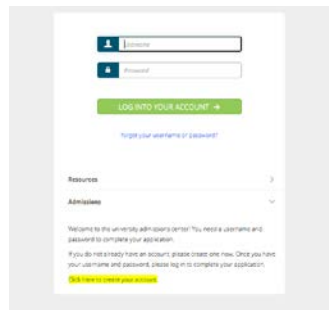 Username
Password
LOG INTO YOUR ACCOUNT →
Forgot your username or password?
Resources
Admissions
Welcome to the university admissions center! You need a username and
password to complete your application.
If you do not already have an account, please create one now. Once you have
your username and password, please log in to complete your application.
Click here to create your account.